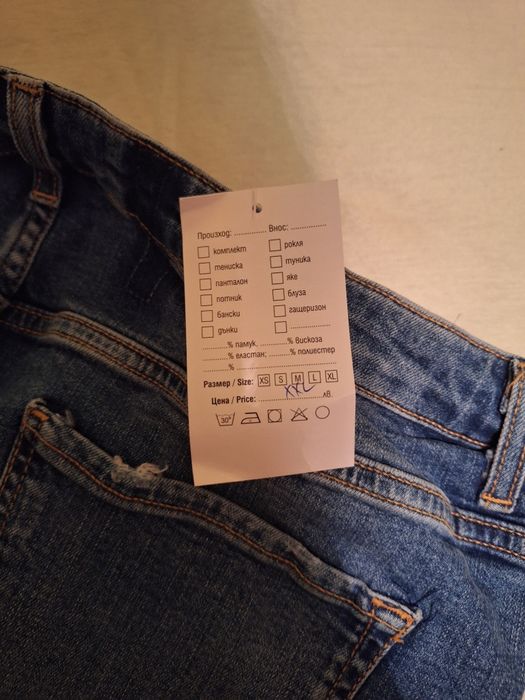 Произход: ............... Внос: ................
комплект рокля
тениска туника
панталон яке
потник блуза
бански гащеризон
дънки ................
..........% памук, ..........% вискоза
..........% еластан; ..........% полиестер
..........% ................
Размер / Size: XS S M L XL
XXL
Цена / Price: ......................лв.
30°